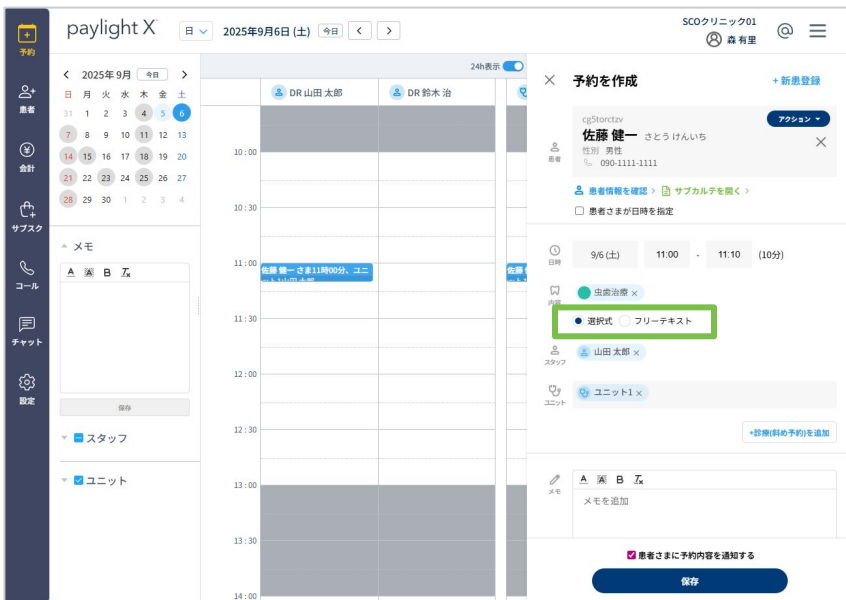 予約
患者
会計
サブスク
コール
チャット
設定
paylight X
日
2025年9月6日 (土)
今日
SCOクリニック01
森 有里
2025年 9月
今日
日 月 火 水 木 金 土
31 1 2 3 4 5 6
7 8 9 10 11 12 13
14 15 16 17 18 19 20
21 22 23 24 25 26 27
28 29 30 1 2 3 4
メモ
A A B Tx
保存
スタッフ
ユニット
24h表示
DR 山田 太郎
DR 鈴木 治
10:00
10:30
11:00
佐藤 健一 さま11時00分、ユニ
佐藤
11:30
12:00
12:30
13:00
13:30
14:00
予約を作成
+ 新患登録
患者
cg5torctzv
アクション
佐藤 健一 さとう けんいち
性別 男性
090-1111-1111
患者情報を確認 > サブカルテを開く >
患者さまが日時を指定
日時
9/6 (土) 11:00 - 11:10 (10分)
内容
虫歯治療 ×
選択式 フリーテキスト
スタッフ
山田 太郎 ×
ユニット
ユニット1 ×
+診療(斜め予約)を追加
メモ
A A B Tx
メモを追加
患者さまに予約内容を通知する
保存